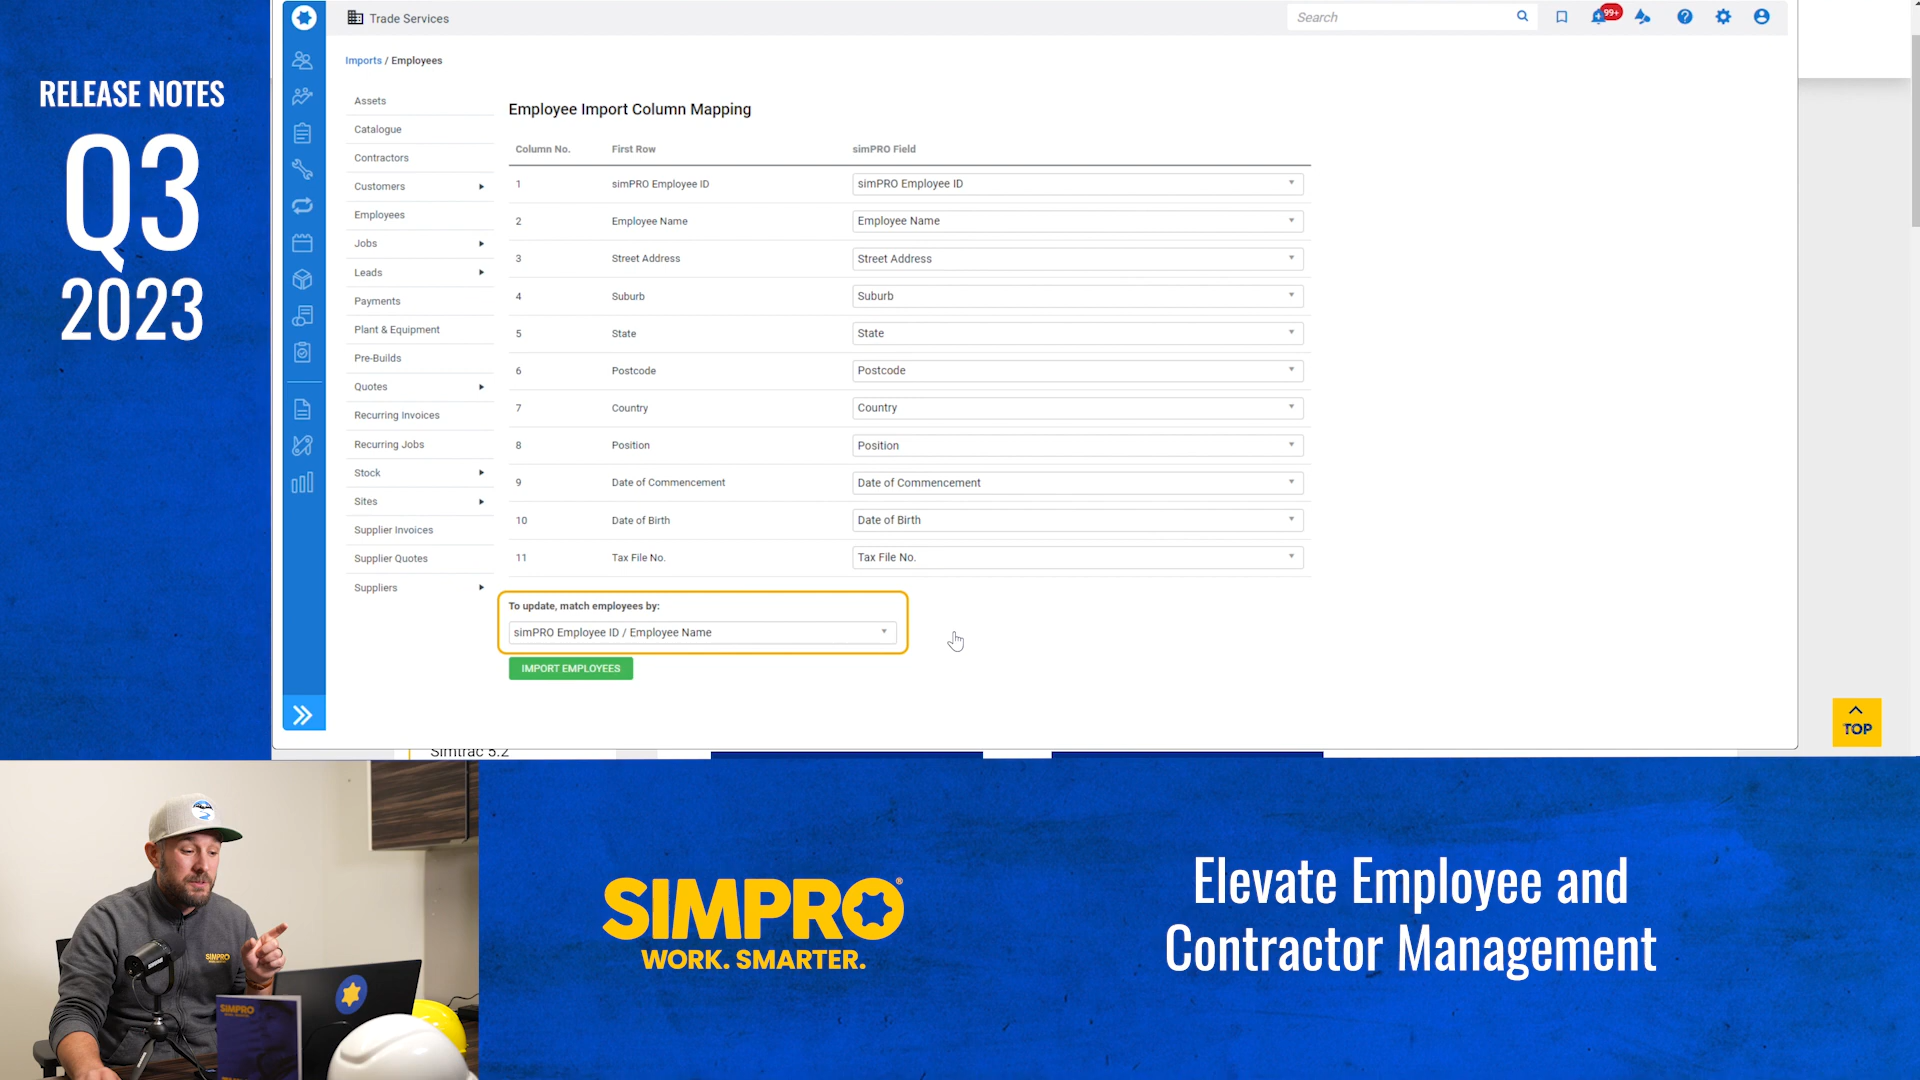 RELEASE NOTES
Q3
2023
Trade Services
Search
99+
Imports / Employees
Assets
Catalogue
Contractors
Customers
Employees
Jobs
Leads
Payments
Plant & Equipment
Pre-Builds
Quotes
Recurring Invoices
Recurring Jobs
Stock
Sites
Supplier Invoices
Supplier Quotes
Suppliers
Employee Import Column Mapping
Column No. First Row simPRO Field
1 simPRO Employee ID simPRO Employee ID
2 Employee Name Employee Name
3 Street Address Street Address
4 Suburb Suburb
5 State State
6 Postcode Postcode
7 Country Country
8 Position Position
9 Date of Commencement Date of Commencement
10 Date of Birth Date of Birth
11 Tax File No. Tax File No.
To update, match employees by:
simPRO Employee ID / Employee Name
IMPORT EMPLOYEES
TOP
Simtrac 5.2
SIMPRO
SIMPRO
SIMPRO®
WORK. SMARTER.
Elevate Employee and
Contractor Management